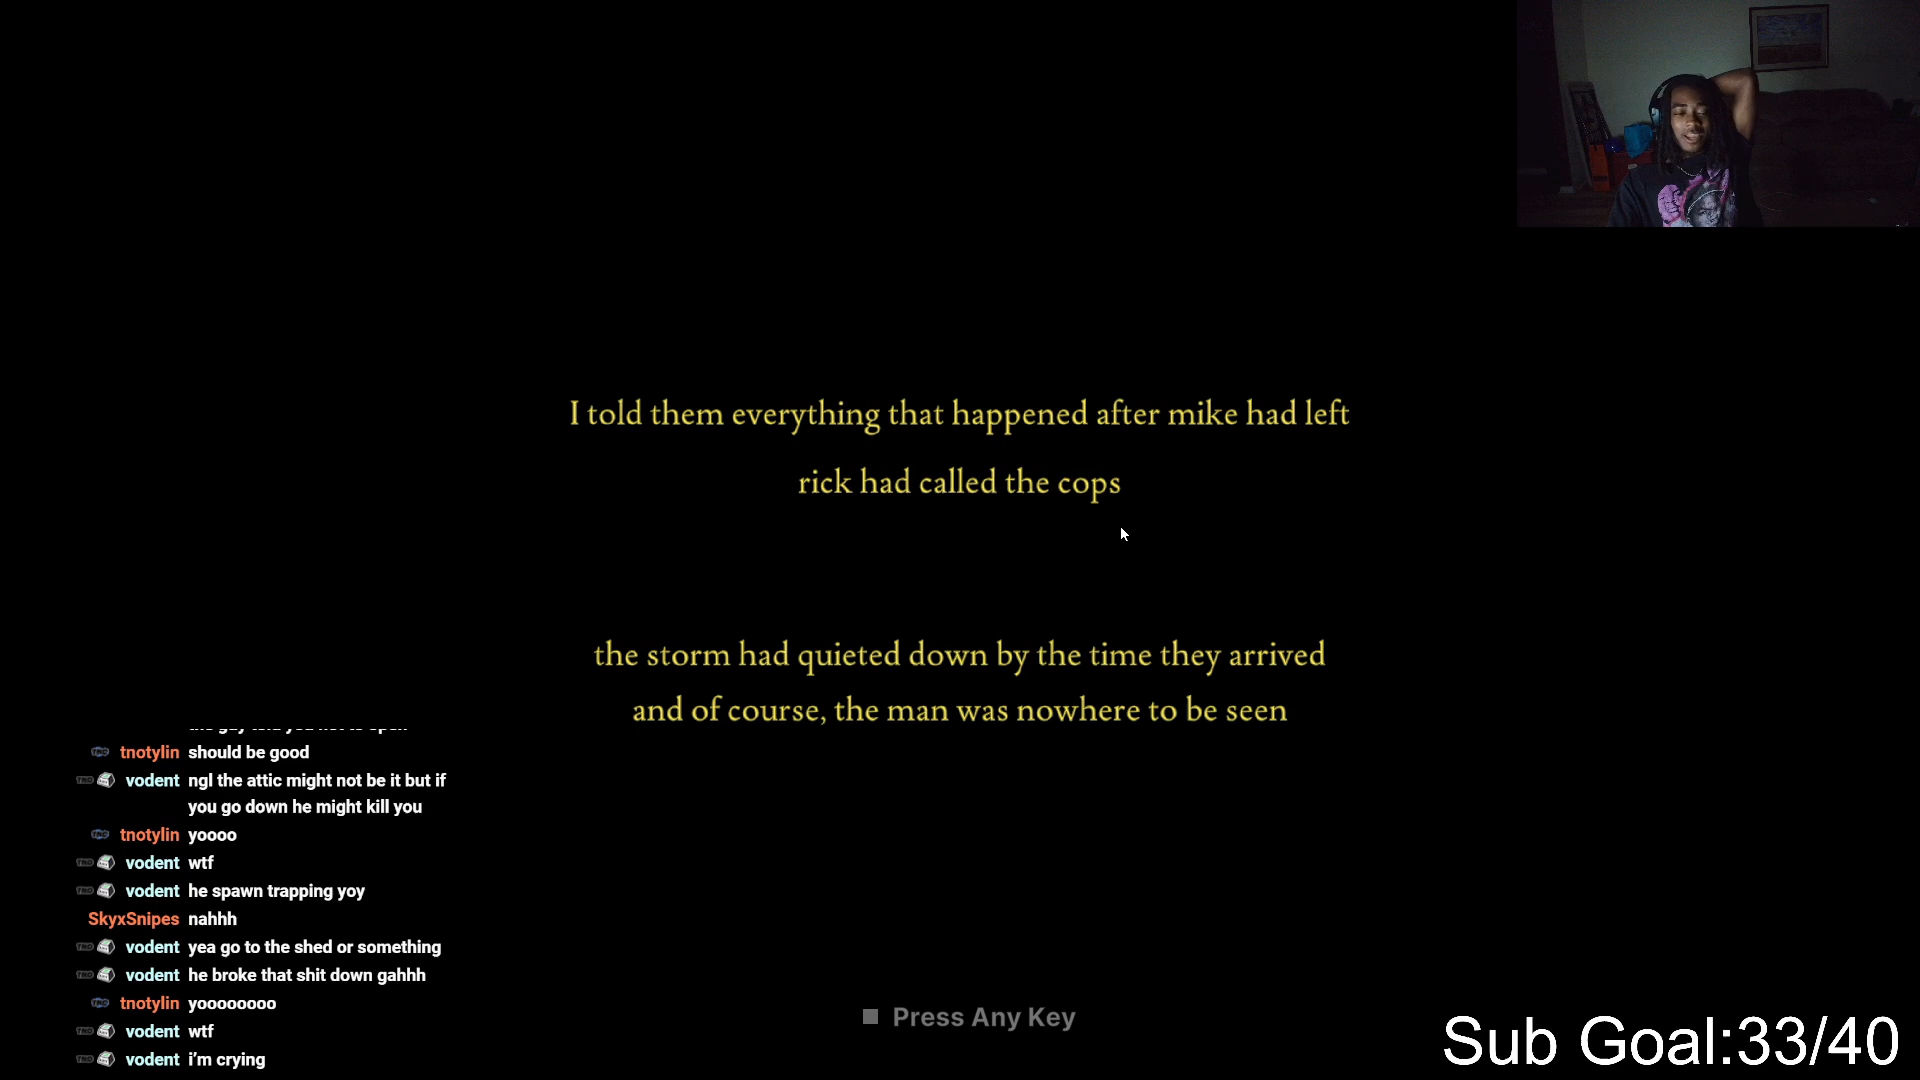 I told them everything that happened after mike had left
rick had called the cops
the storm had quieted down by the time they arrived
and of course, the man was nowhere to be seen
tnotylin should be good
vodent ngl the attic might not be it but if
you go down he might kill you
tnotylin yoooo
vodent wtf
vodent he spawn trapping yoy
SkyxSnipes nahhh
vodent yea go to the shed or something
vodent he broke that shit down gahhh
tnotylin yoooooooo
vodent wtf
vodent i'm crying
Press Any Key
Sub Goal:33/40